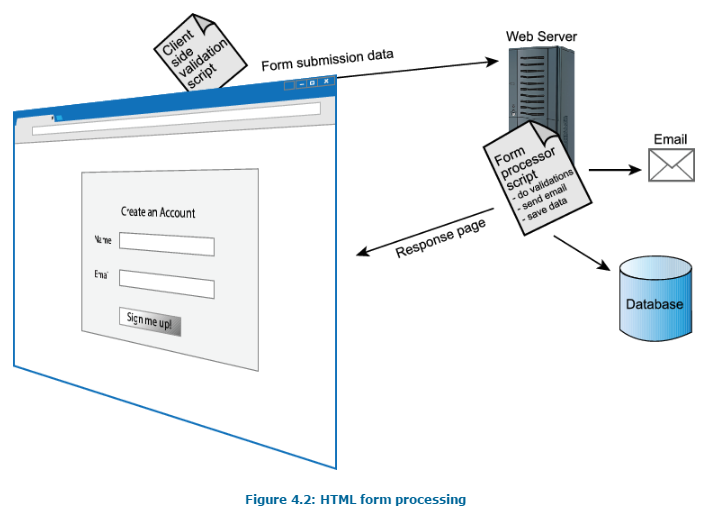 Client
side
validation
script
Form submission data
Web Server
Form
processor
script
- do validations
- send email
- save data
Email
Response page
Database
Create an Account
Name
Email
Sign me up!
Figure 4.2: HTML form processing